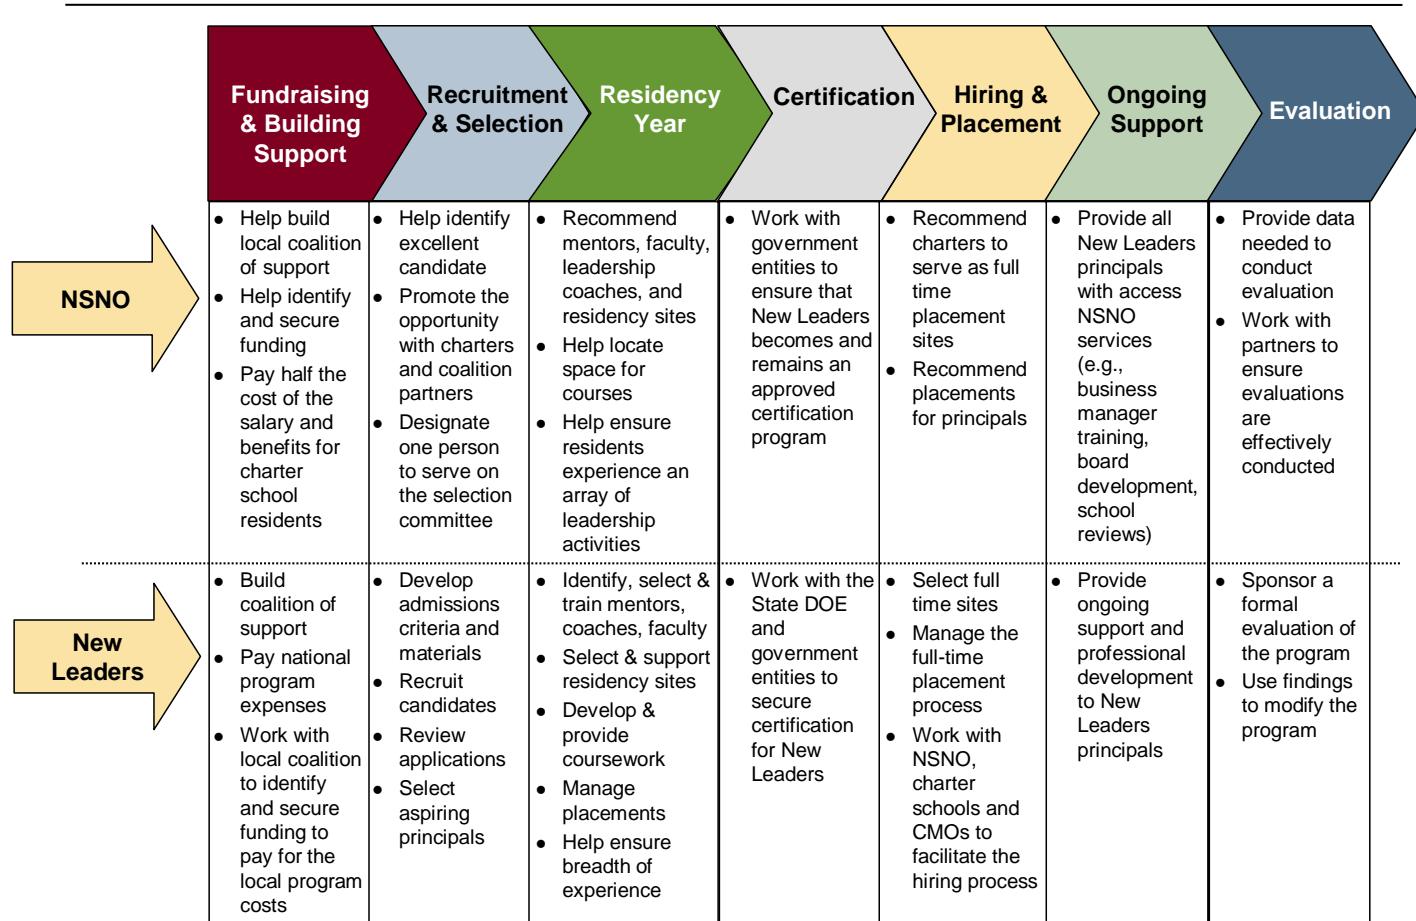 Fundraising
& Building
Support
Recruitment
& Selection
Residency
Year
Certification
Hiring &
Placement
Ongoing
Support
Evaluation
NSNO
● Help build
local coalition
of support
● Help identify
and secure
funding
● Pay half the
cost of the
salary and
benefits for
charter
school
residents
● Help identify
excellent
candidate
● Promote the
opportunity
with charters
and coalition
partners
● Designate
one person
to serve on
the selection
committee
● Recommend
mentors, faculty,
leadership
coaches, and
residency sites
● Help locate
space for
courses
● Help ensure
residents
experience an
array of
leadership
activities
● Work with
government
entities to
ensure that
New Leaders
becomes and
remains an
approved
certification
program
● Recommend
charters to
serve as full
time
placement
sites
● Recommend
placements
for principals
● Provide all
New Leaders
principals
with access
NSNO
services
(e.g.,
business
manager
training,
board
development,
school
reviews)
● Provide data
needed to
conduct
evaluation
● Work with
partners to
ensure
evaluations
are
effectively
conducted
New
Leaders
● Build
coalition of
support
● Pay national
program
expenses
● Work with
local coalition
to identify
and secure
funding to
pay for the
local program
costs
● Develop
admissions
criteria and
materials
● Recruit
candidates
● Review
applications
● Select
aspiring
principals
● Identify, select &
train mentors,
coaches, faculty
● Select & support
residency sites
● Develop &
provide
coursework
● Manage
placements
● Help ensure
breadth of
experience
● Work with the
State DOE
and
government
entities to
secure
certification
for New
Leaders
● Select full
time sites
● Manage the
full-time
placement
process
● Work with
NSNO,
charter
schools and
CMOs to
facilitate the
hiring process
● Provide
ongoing
support and
professional
development
to New
Leaders
principals
● Sponsor a
formal
evaluation of
the program
● Use findings
to modify the
program